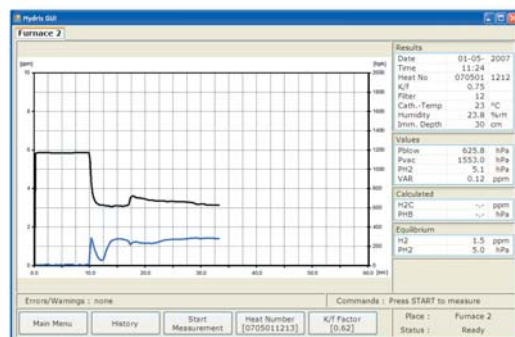 Hydris GUI
Furnace 2
[ppm]
[hpm]
10
8
6
4
2
0
2000
1800
1600
1400
1200
1000
800
600
400
200
0
0.0 10.0 20.0 30.0 40.0 50.0 60.0 [sec]
Results
Date 01-05- 2007
Time 11:24
Heat No 070501 1212
K/f 0.75
Filter 12
Cath.-Temp 23 °C
Humidity 23.8 %rH
Imm. Depth 30 cm
Values
Pblow 625.8 hPa
Pvac 1553.0 hPa
PH2 5.1 hPa
VAR 0.12 ppm
Calculated
H2C -.- ppm
PHB -.- hPa
Equilibrium
H2 1.5 ppm
PH2 5.0 hPa
Errors/Warnings : none
Commands : Press START to measure
Main Menu
History
Start
Measurement
Heat Number
[0705011213]
K/f Factor
[0.62]
Place : Furnace 2
Status : Ready